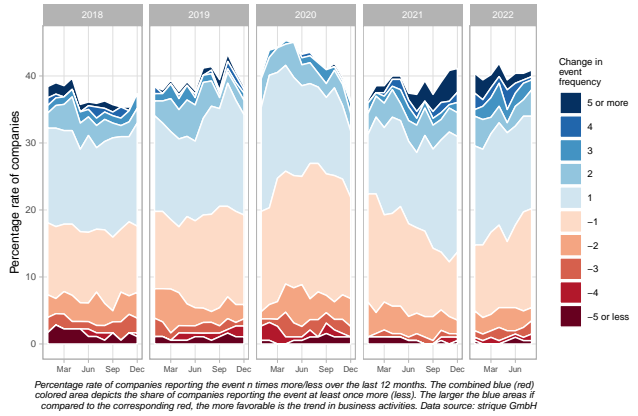 2018 2019 2020 2021 2022
Percentage rate of companies
40
30
20
10
0
Mar Jun Sep Dec Mar Jun Sep Dec Mar Jun Sep Dec Mar Jun Sep Dec Mar Jun
Change in
event
frequency
5 or more
4
3
2
1
−1
−2
−3
−4
−5 or less
Percentage rate of companies reporting the event n times more/less over the last 12 months. The combined blue (red)
colored area depicts the share of companies reporting the event at least once more (less). The larger the blue areas if
compared to the corresponding red, the more favorable is the trend in business activities. Data source: strique GmbH